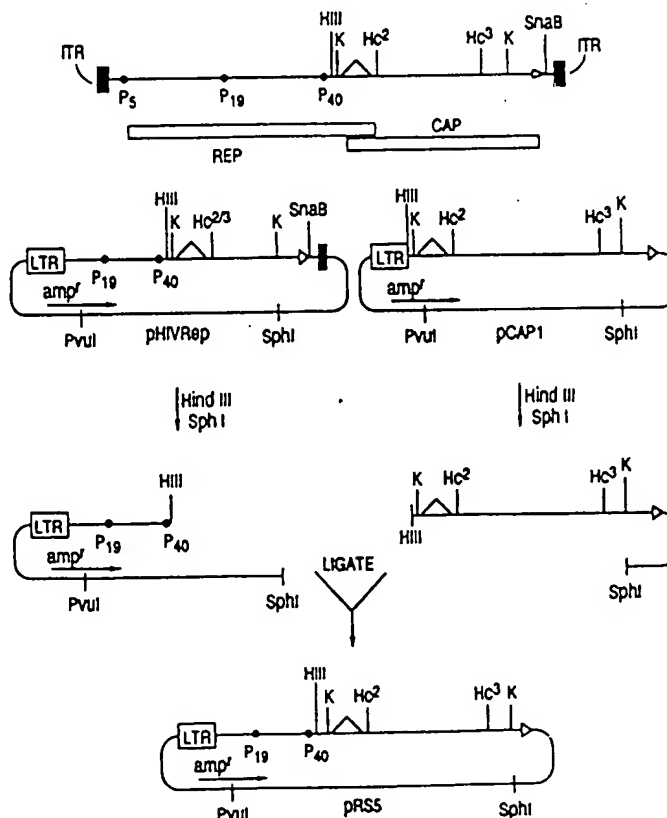 HIII
SnaB
ITR
K
Hc2
Hc3
K
ITR
P5
P19
P40
CAP
REP
HIII
K
Hc2/3
K
SnaB
HIII
K
Hc2
Hc3
K
LTR
P19
P40
LTR
ampr
ampr
PvuI
pHIVRep
SphI
PvuI
pCAP1
SphI
Hind III
Sph I
Hind III
Sph I
HIII
K
Hc2
Hc3
K
LTR
P19
P40
HIII
ampr
LIGATE
PvuI
SphI
SphI
HIII
K
Hc2
Hc3
K
LTR
P19
P40
ampr
PvuI
pRS5
SphI